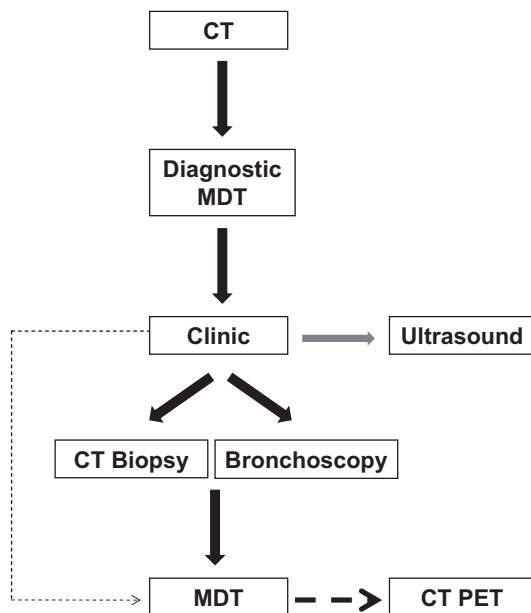 CT
Diagnostic
MDT
Clinic
Ultrasound
CT Biopsy
Bronchoscopy
MDT
CT PET